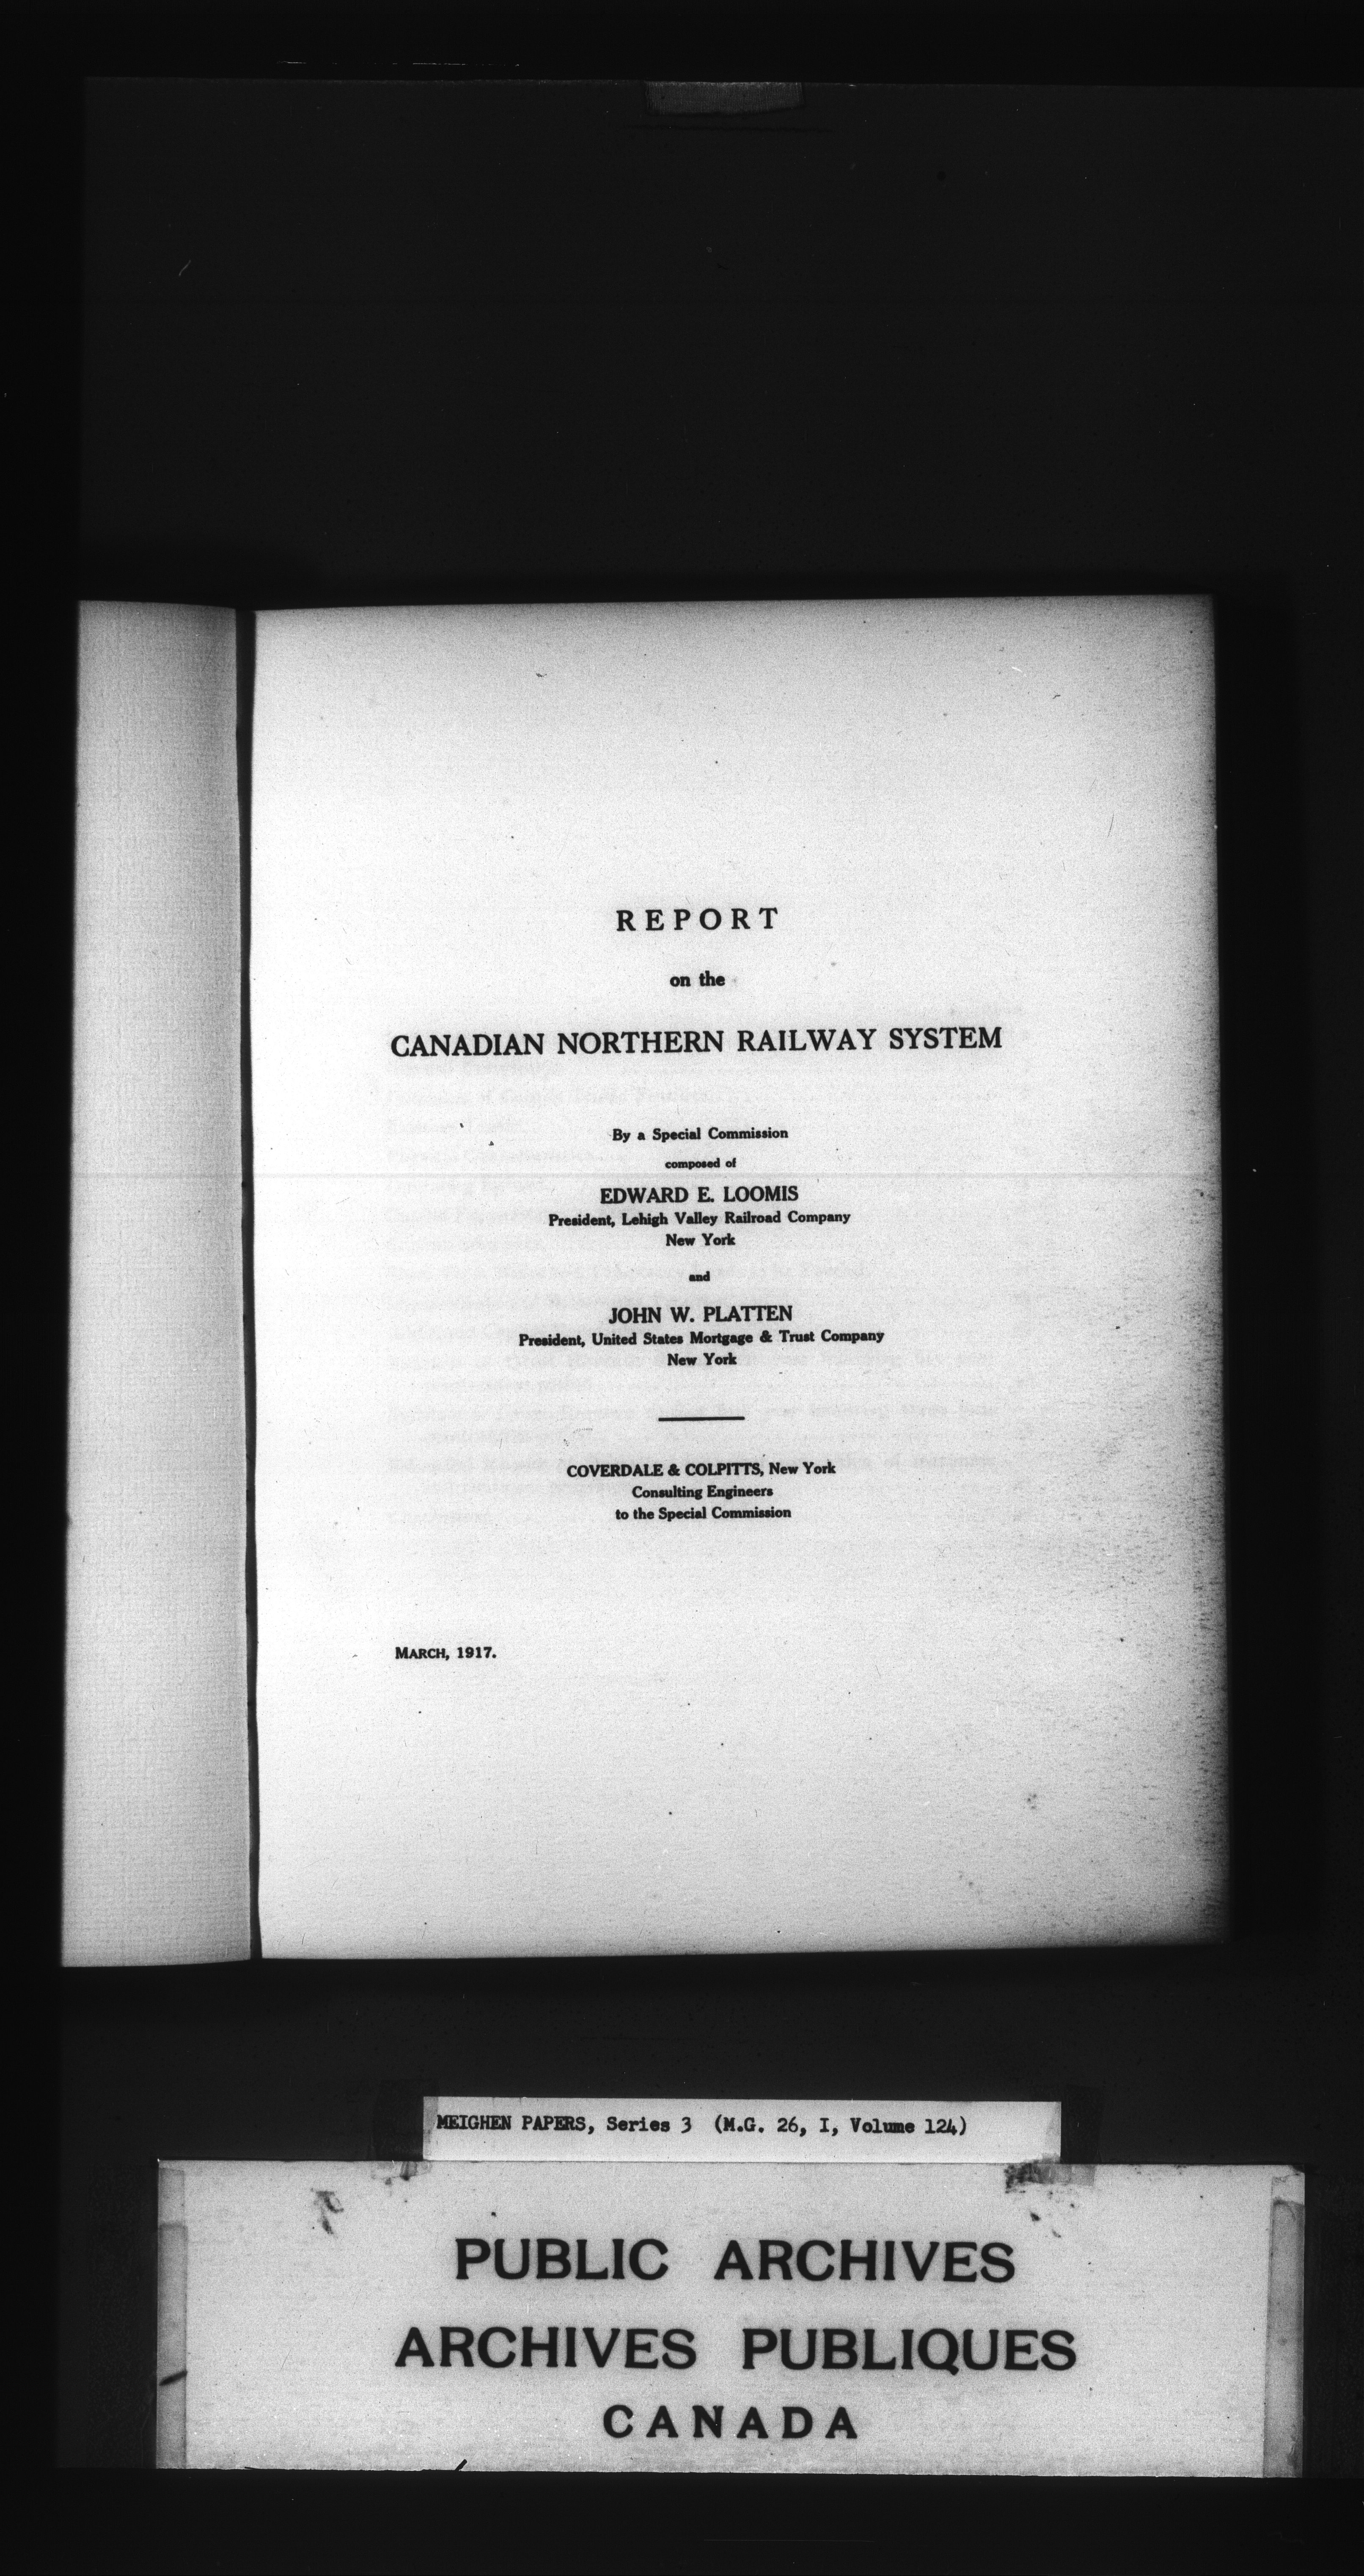 REPORT
on the
CANADIAN NORTHERN RAILWAY SYSTEM
By a Special Commission
composed of
EDWARD E. LOOMIS
President, Lehigh Valley Railroad Company
New York
and
JOHN W. PLATTEN
President, United States Mortgage & Trust Company
New York
COVERDALE & COLPITTS, New York
Consulting Engineers
to the Special Commission
MARCH, 1917.
MEIGHEN PAPERS, Series 3 (M.G. 26, I, Volume 124)
PUBLIC ARCHIVES
ARCHIVES PUBLIQUES
CANADA